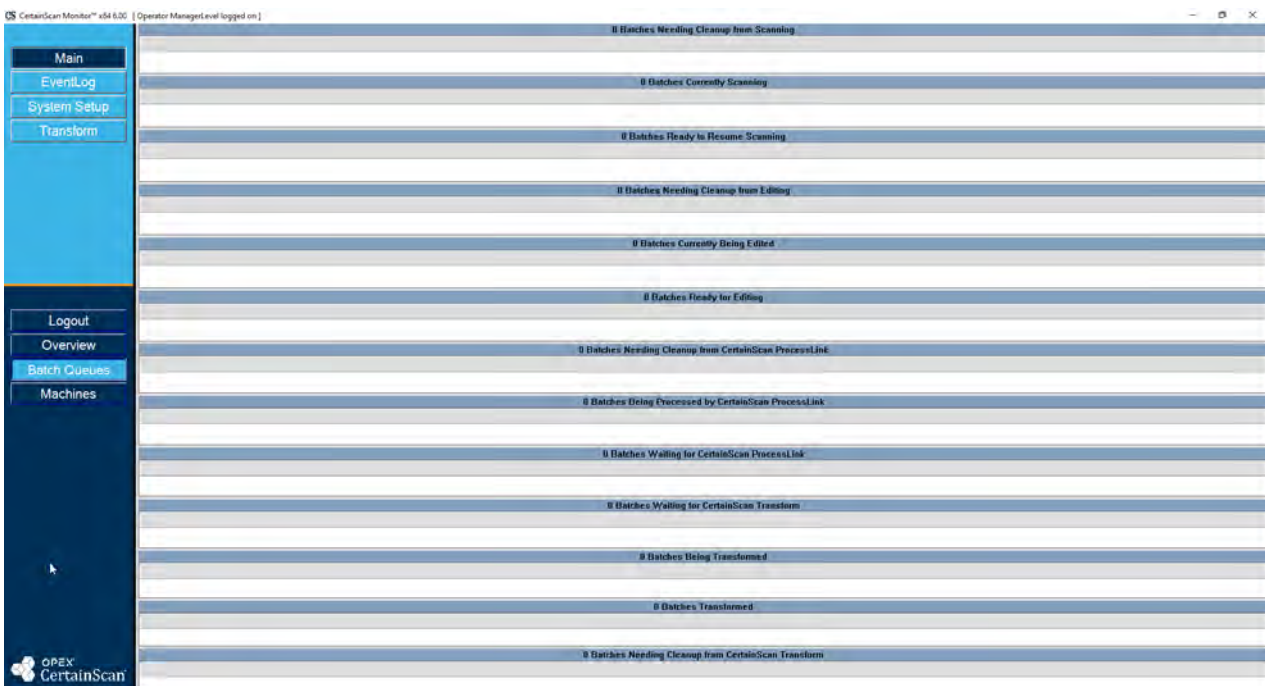 CS CertainScan Monitor™ x64 6.00 [ Operator ManagerLevel logged on ]
Main
EventLog
System Setup
Transform
Logout
Overview
Batch Queues
Machines
OPEX
CertainScan
0 Batches Needing Cleanup from Scanning
0 Batches Currently Scanning
0 Batches Ready to Resume Scanning
0 Batches Needing Cleanup from Editing
0 Batches Currently Being Edited
0 Batches Ready for Editing
0 Batches Needing Cleanup from CertainScan ProcessLink
0 Batches Being Processed by CertainScan ProcessLink
0 Batches Waiting for CertainScan ProcessLink
0 Batches Waiting for CertainScan Transform
0 Batches Being Transformed
0 Batches Transformed
0 Batches Needing Cleanup from CertainScan Transform